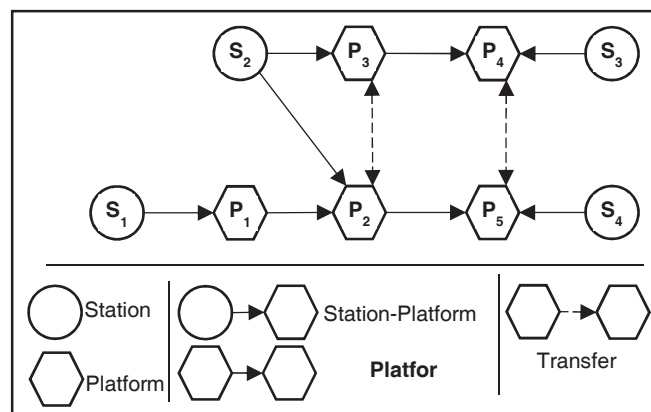 S2 P3 P4 S3
S1 P1 P2 P5 S4
Station
Station-Platform
Platform
Platfor
Transfer